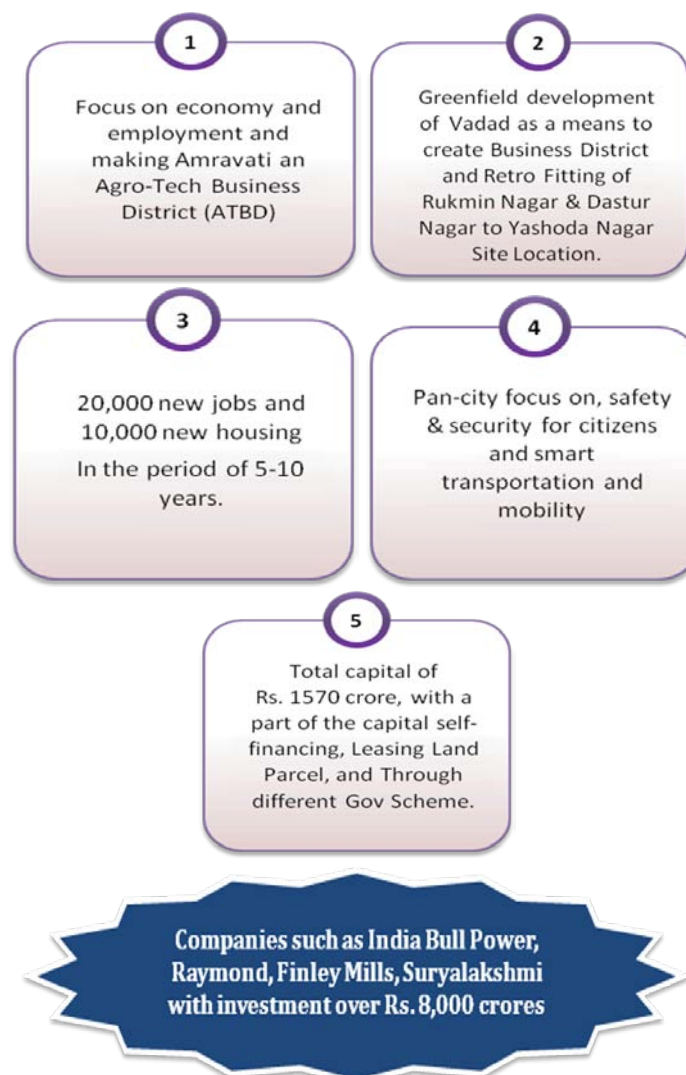 1
Focus on economy and
employment and
making Amravati an
Agro-Tech Business
District (ATBD)
2
Greenfield development
of Vadad as a means to
create Business District
and Retro Fitting of
Rukmin Nagar & Dastur
Nagar to Yashoda Nagar
Site Location.
3
20,000 new jobs and
10,000 new housing
In the period of 5-10
years.
4
Pan-city focus on, safety
& security for citizens
and smart
transportation and
mobility
5
Total capital of
Rs. 1570 crore, with a
part of the capital self-
financing, Leasing Land
Parcel, and Through
different Gov Scheme.
Companies such as India Bull Power,
Raymond, Finley Mills, Suryalakshmi
with investment over Rs. 8,000 crores